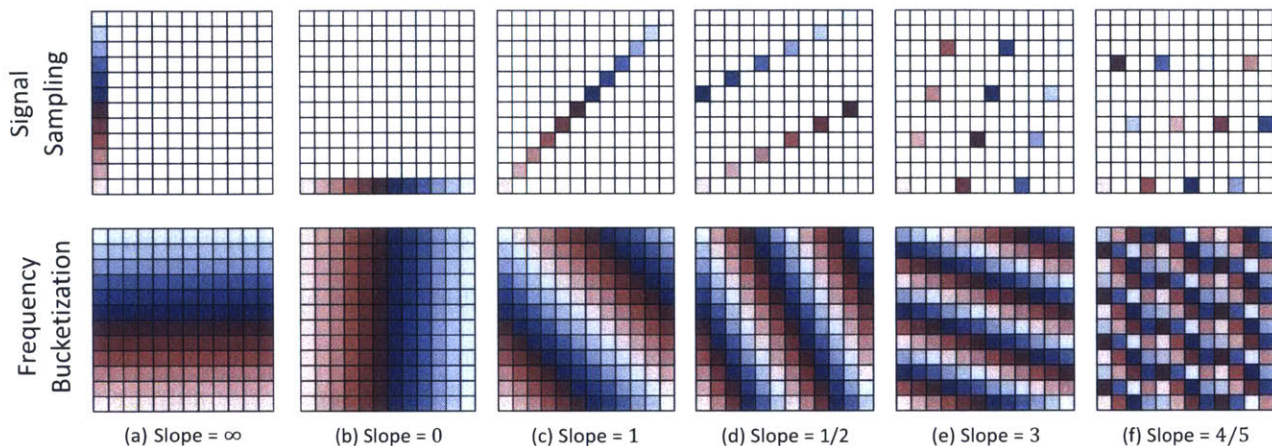 Signal
Sampling
Frequency
Bucketization
(a) Slope = ∞
(b) Slope = 0
(c) Slope = 1
(d) Slope = 1/2
(e) Slope = 3
(f) Slope = 4/5